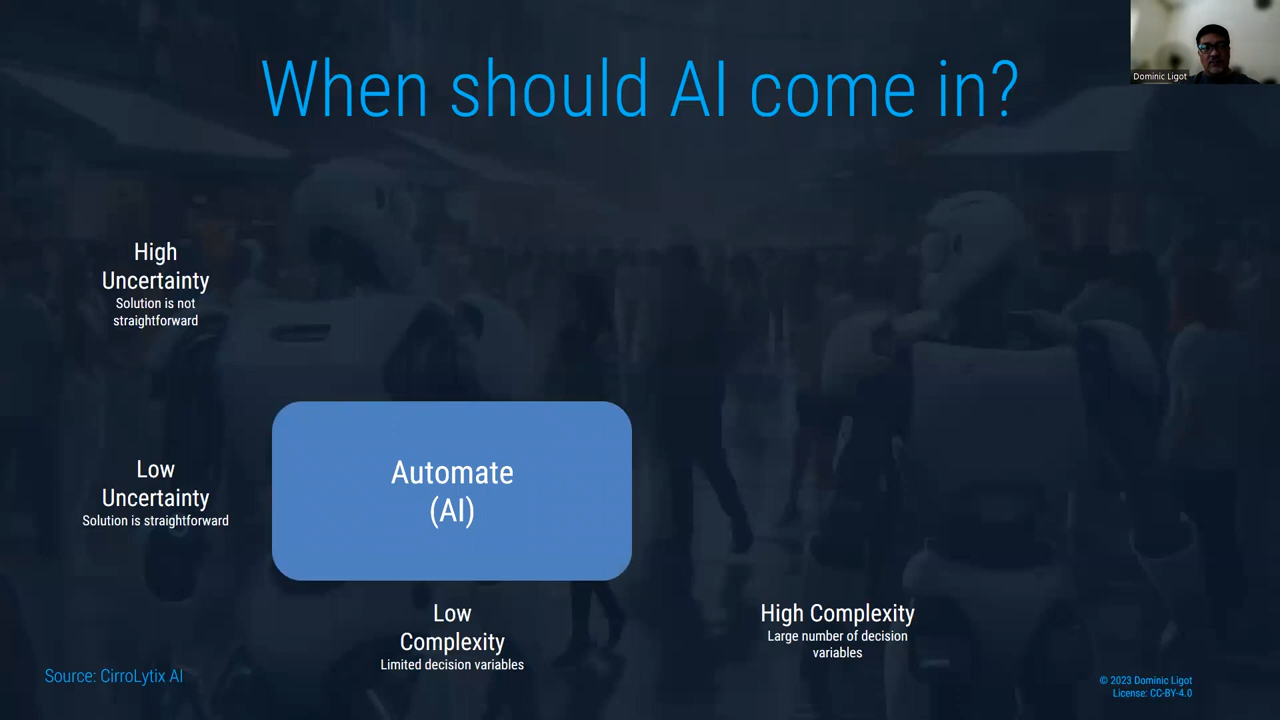 When should AI come in?
Dominic Ligot
High
Uncertainty
Solution is not
straightforward
Low
Uncertainty
Solution is straightforward
Automate
(AI)
Low
Complexity
Limited decision variables
High Complexity
Large number of decision
variables
Source: CirroLytix AI
© 2023 Dominic Ligot
License: CC-BY-4.0